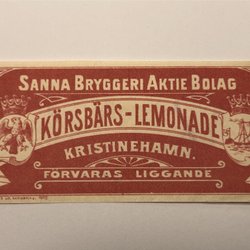 SANNA BRYGGERI AKTIE BOLAG
KÖRSBÄRS-LEMONADE
KRISTINEHAMN.
FÖRVARAS LIGGANDE